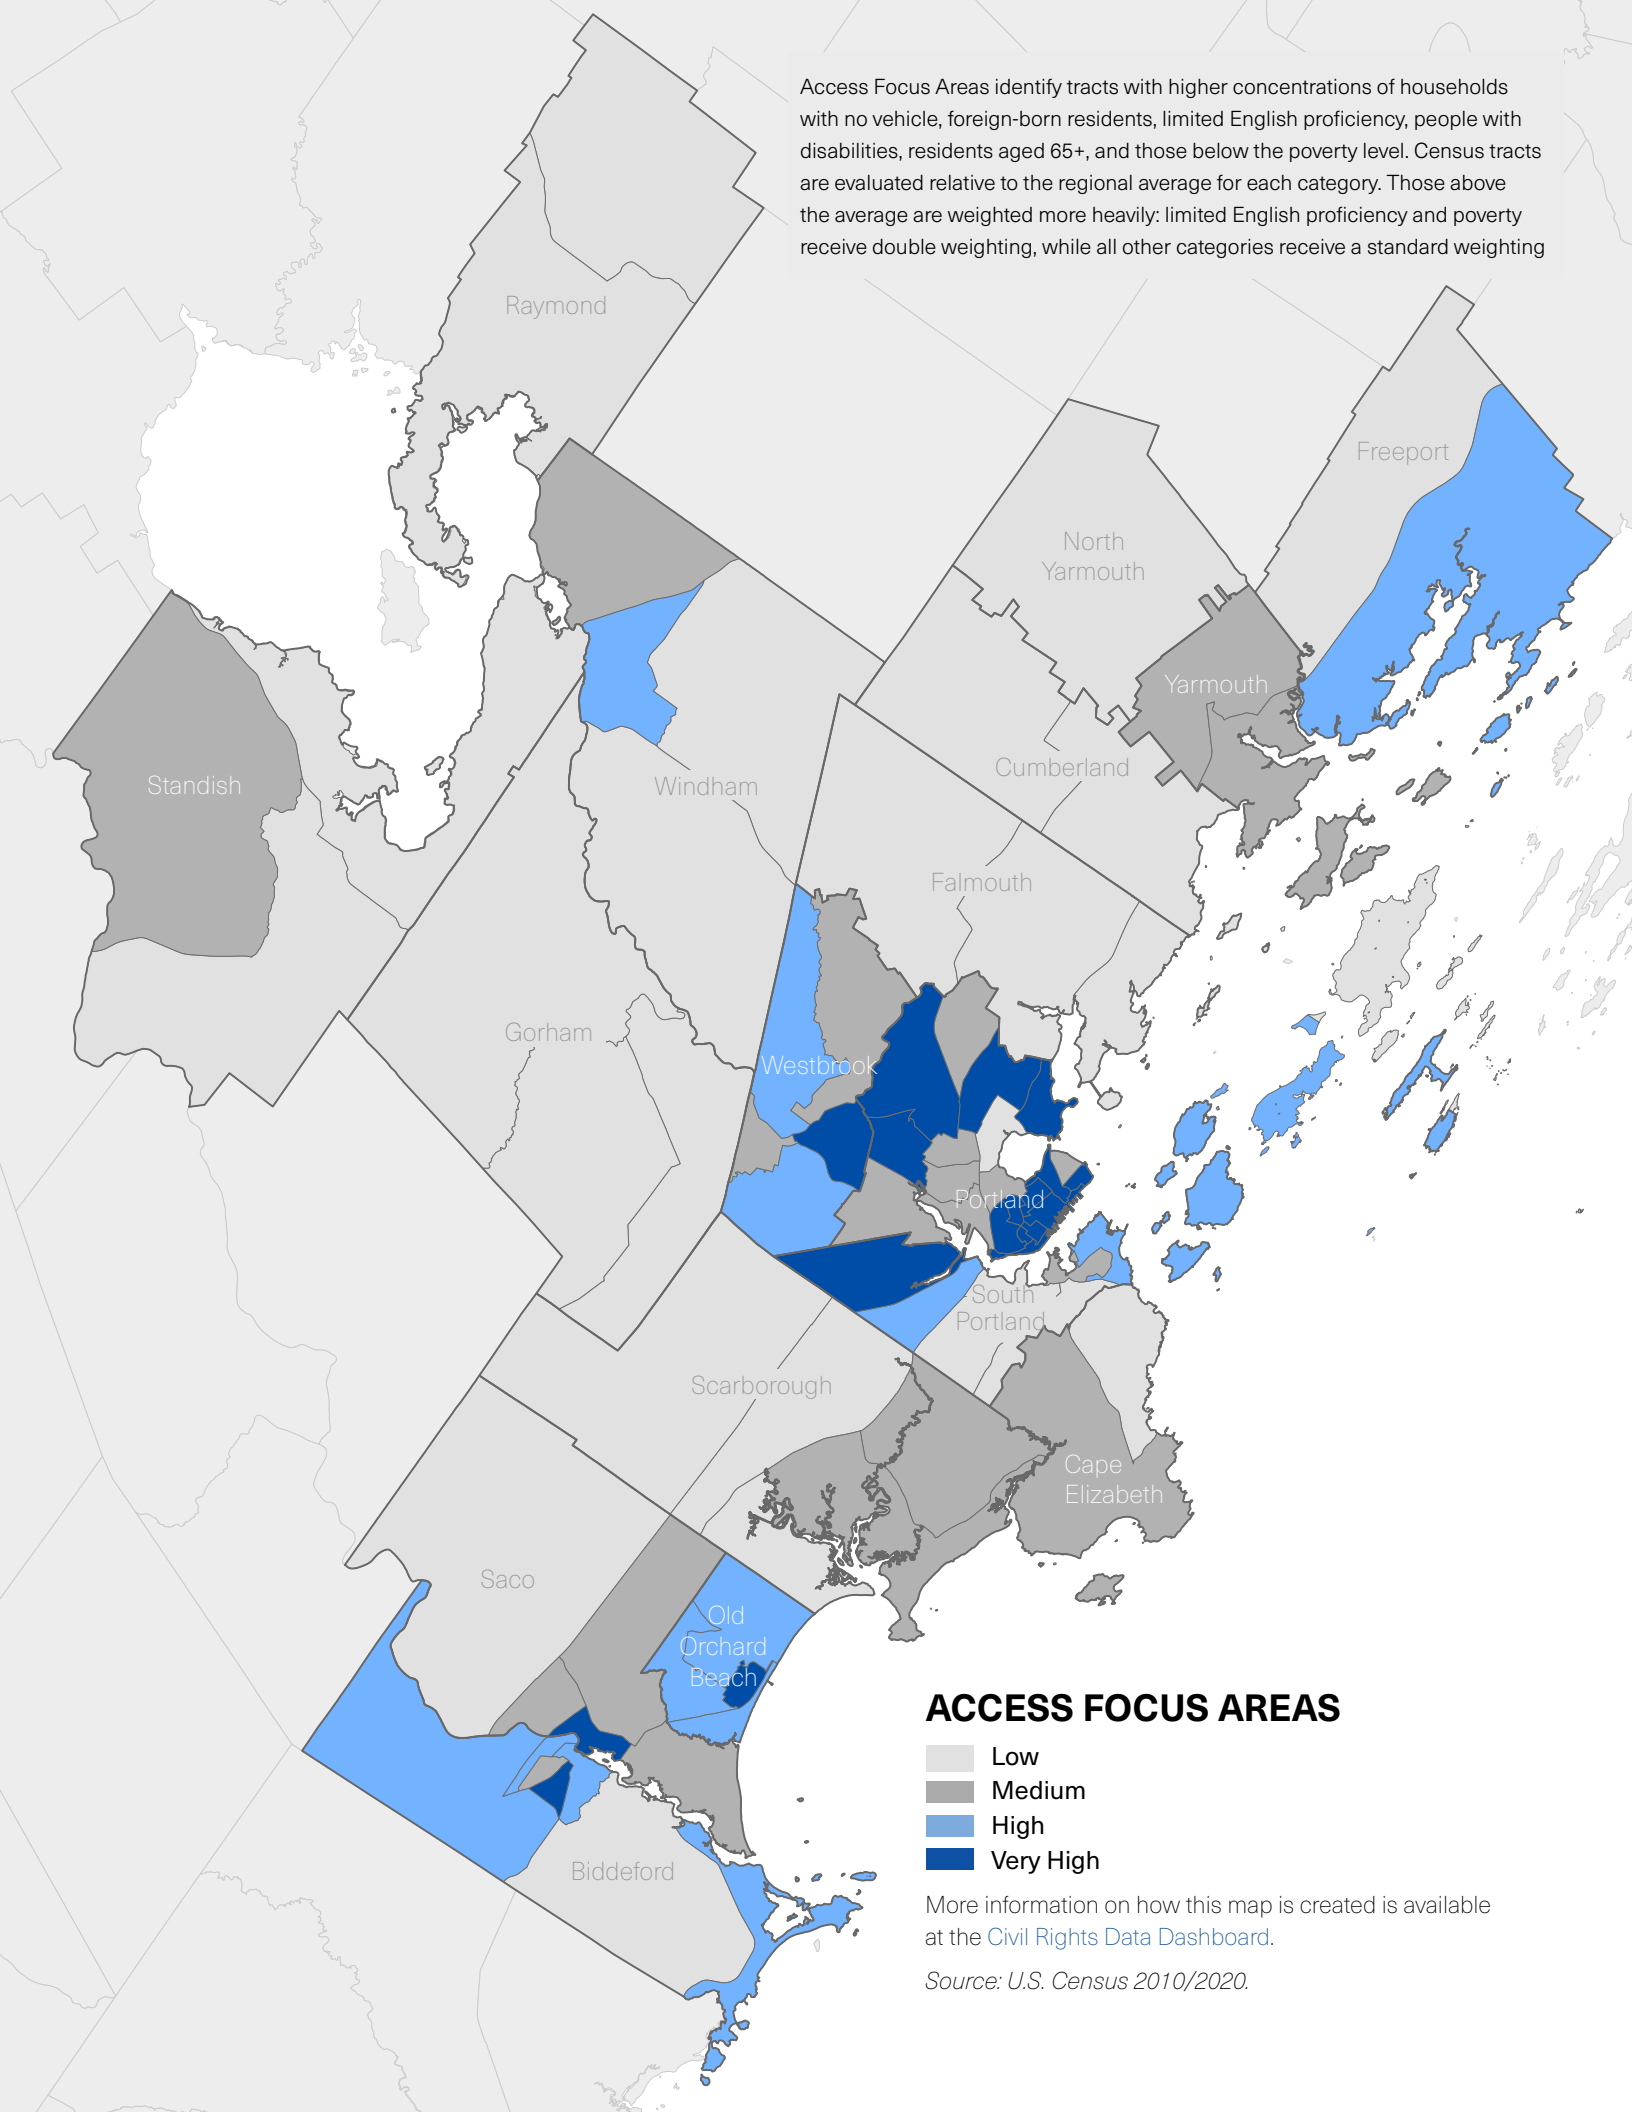 Access Focus Areas identify tracts with higher concentrations of households
with no vehicle, foreign-born residents, limited English proficiency, people with
disabilities, residents aged 65+, and those below the poverty level. Census tracts
are evaluated relative to the regional average for each category. Those above
the average are weighted more heavily: limited English proficiency and poverty
receive double weighting, while all other categories receive a standard weighting
Raymond
Freeport
North
Yarmouth
Yarmouth
Standish
Windham
Cumberland
Falmouth
Gorham
Westbrook
Portland
South
Portland
Scarborough
Cape
Elizabeth
Saco
Old
Orchard
Beach
Biddeford
ACCESS FOCUS AREAS
Low
Medium
High
Very High
More information on how this map is created is available
at the Civil Rights Data Dashboard.
Source: U.S. Census 2010/2020.